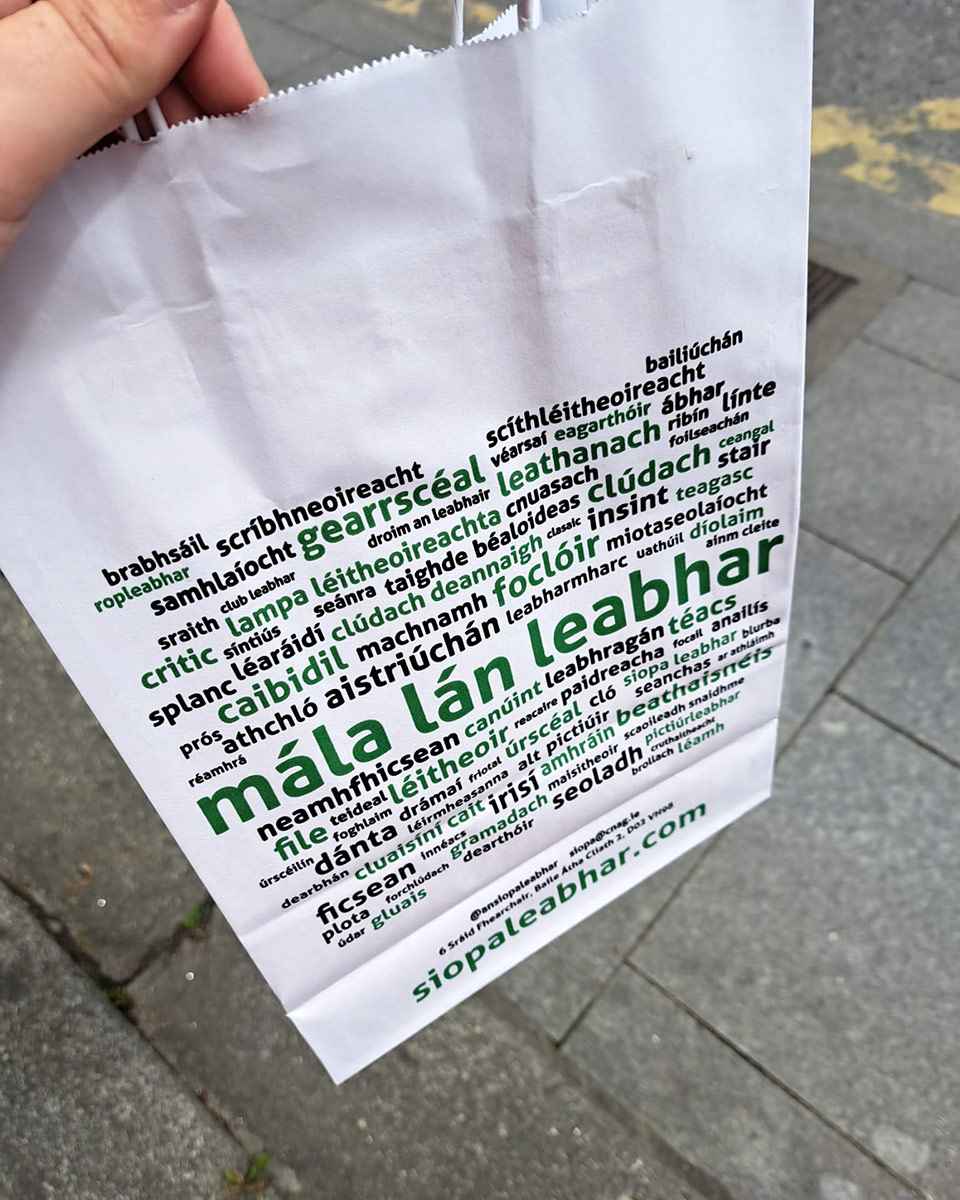 bailiúchán
brabhsáil scríbhneoireacht scíthléitheoireacht
ropleabhar samhlaíocht gearrscéal véarsaí eagarthóir ábhar línte
club leabhar droim an leabhair leathanach ribín foilseachán
sraith lampa léitheoireachta cnuasach clúdach ceangal
critic síntiús seánra taighde béaloideas clasaic insint stair
splanc léaráidí clúdach deannaigh teagasc
caibidil machnamh foclóir miotaseolaíocht
prós athchló aistriúchán leabharmharc uathúil díolaim
réamhrá ainm cleite
mála lán leabhar
neamhfhicsean canúint leabhragán téacs
file teideal léitheoir reacaire paidreacha focail anailís
foghlaim úrscéal cló siopa leabhar blurba
úrscéilín dánta drámaí friotal alt pictiúir seanchas ar athláimh
dearbhán léirmheasanna amhráin beathaisnéis
cluaisíní cait irisí maisitheoir scaoileadh snaidhme
ficsean innéacs gramadach seoladh cruthaitheacht pictiúrleabhar
plota forchlúdach dearthóir brollach léamh
údar gluais
@ansiopaleabhar siopa@cnag.ie
6 Sráid Fhearchair, Baile Átha Cliath 2, D02 VH98
siopaleabhar.com